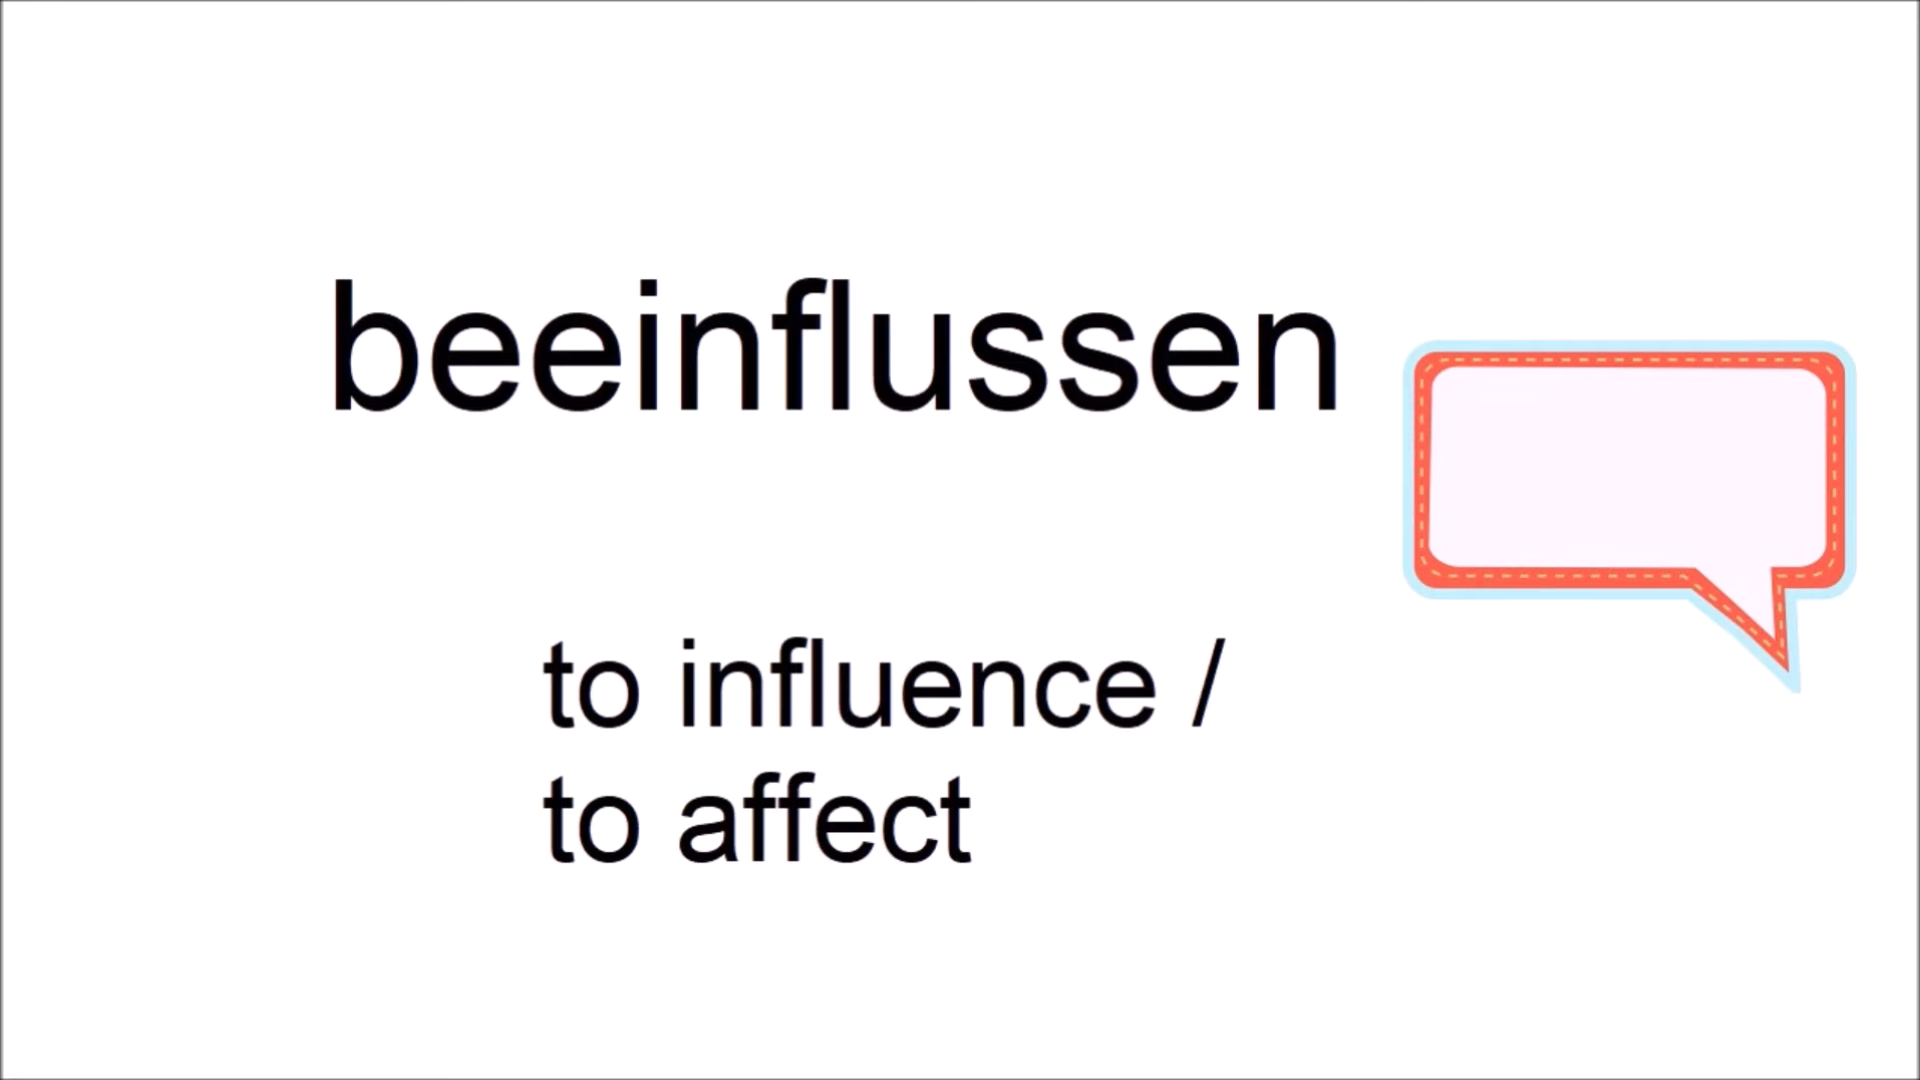 beeinflussen
to influence /
to affect